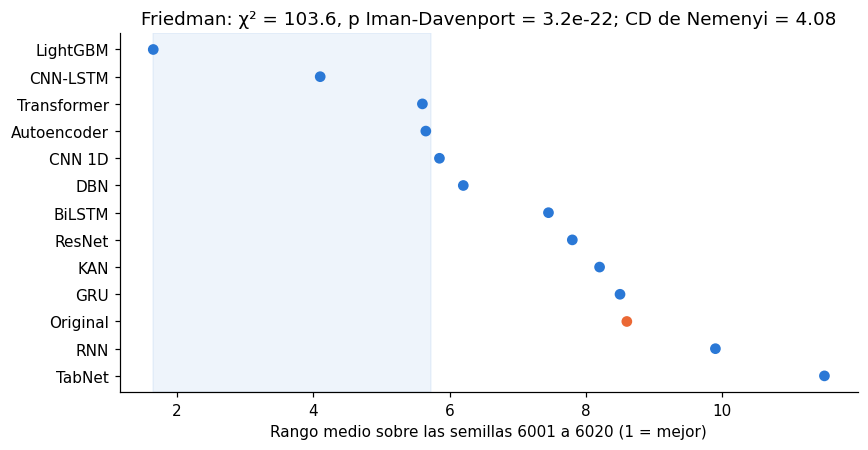 Friedman: χ² = 103.6, p Iman-Davenport = 3.2e-22; CD de Nemenyi = 4.08
LightGBM
CNN-LSTM
Transformer
Autoencoder
CNN 1D
DBN
BiLSTM
ResNet
KAN
GRU
Original
RNN
TabNet
2 4 6 8 10
Rango medio sobre las semillas 6001 a 6020 (1 = mejor)